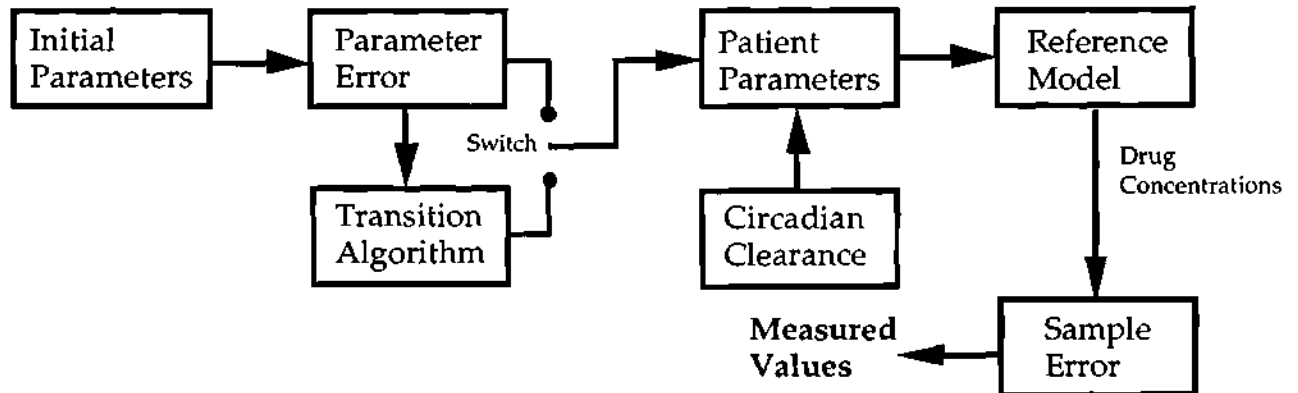 Initial
Parameters
Parameter
Error
Patient
Parameters
Reference
Model
Switch
Drug
Concentrations
Transition
Algorithm
Circadian
Clearance
Measured
Values
Sample
Error